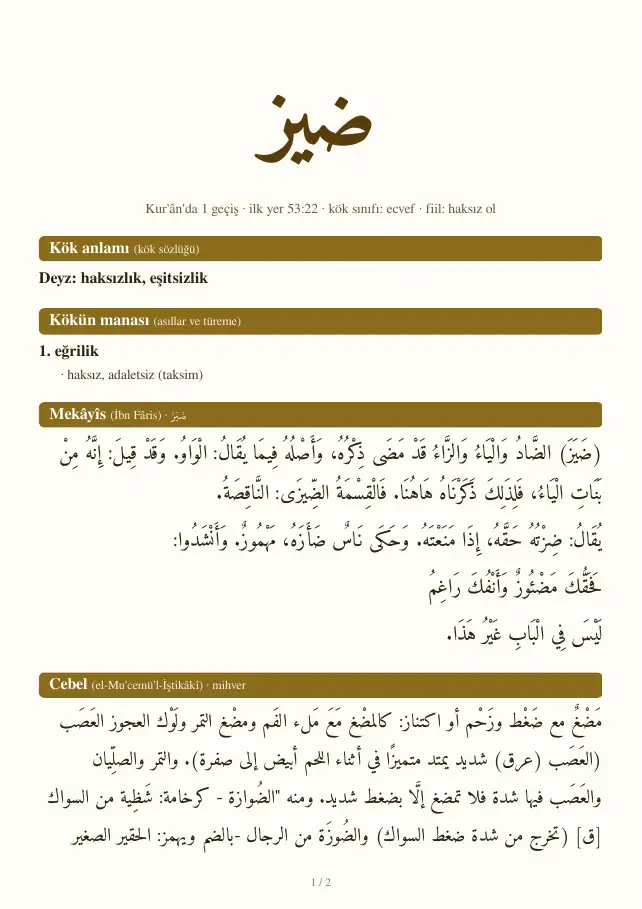 ضيز
Kur'ân'da 1 geçiş · ilk yer 53:22 · kök sınıfı: ecvef · fiil: haksız ol
Kök anlamı (kök sözlüğü)
Deyz: haksızlık, eşitsizlik
Kökün manası (asıllar ve türeme)
1. eğrilik
· haksız, adaletsiz (taksim)
Mekâyîs (İbn Fâris) · ضَيَزَ
(ضَيَزَ) الضَّادُ وَالْيَاءُ وَالزَّاءُ قَدْ مَضَى ذِكْرُهُ، وَأَصْلُهُ فِيمَا يُقَالُ: الْوَاوُ. وَقَدْ قِيلَ: إِنَّهُ مِنْ
بَنَاتِ الْيَاءُ، فَلِذَلِكَ ذَكَرْنَاهُ هَاهُنَا. فَالْقِسْمَةُ الضِّيزَى: النَّاقِصَةُ.
يُقَالُ: ضِزْتُهُ حَقَّهُ، إِذَا مَنَعْتَهُ. وَحَكَى نَاسٌ ضَأَزَهُ، مَهْمُوزٌ. وَأَنْشَدُوا:
فَحَقُّكَ مَضْئُوزٌ وَأَنْفُكَ رَاغِمُ
لَيْسَ فِي الْبَابِ غَيْرُ هَذَا.
Cebel (el-Mu'cemü'l-İştikâkî) · mihver
مَضْغٌ مع ضَغْط وزَحْم أو اكتناز: كالمضْغ مَعَ مَلء الفَم ومضْغ التمر ولَوْك العجوز العَصَب
(العَصَب (عرق) شديد يمتد متميزًا في أثناء اللحم أبيض إلى صفرة). والتمر والصلِّيان
والعَصَب فيها شدة فلا تمضغ إلَّا بضغط شديد. ومنه "الضُوازة - كرخامة: شَظِية من السواك
[ق] (تخرج من شدة ضغط السواك) والضُوزَة من الرجال -بالضم ويهمز: الحقير الصغير
1 / 2